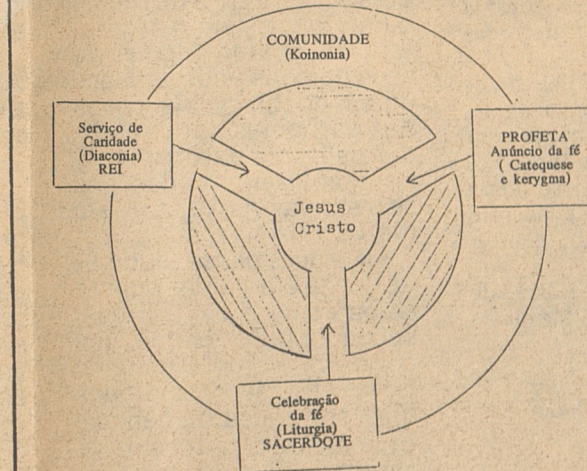 COMUNIDADE
(Koinonia)
Serviço de
Caridade
(Diaconia)
REI
PROFETA
Anúncio da fé
( Catequese
e kerygma)
Jesus
Cristo
Celebração
da fé
(Liturgia)
SACERDOTE